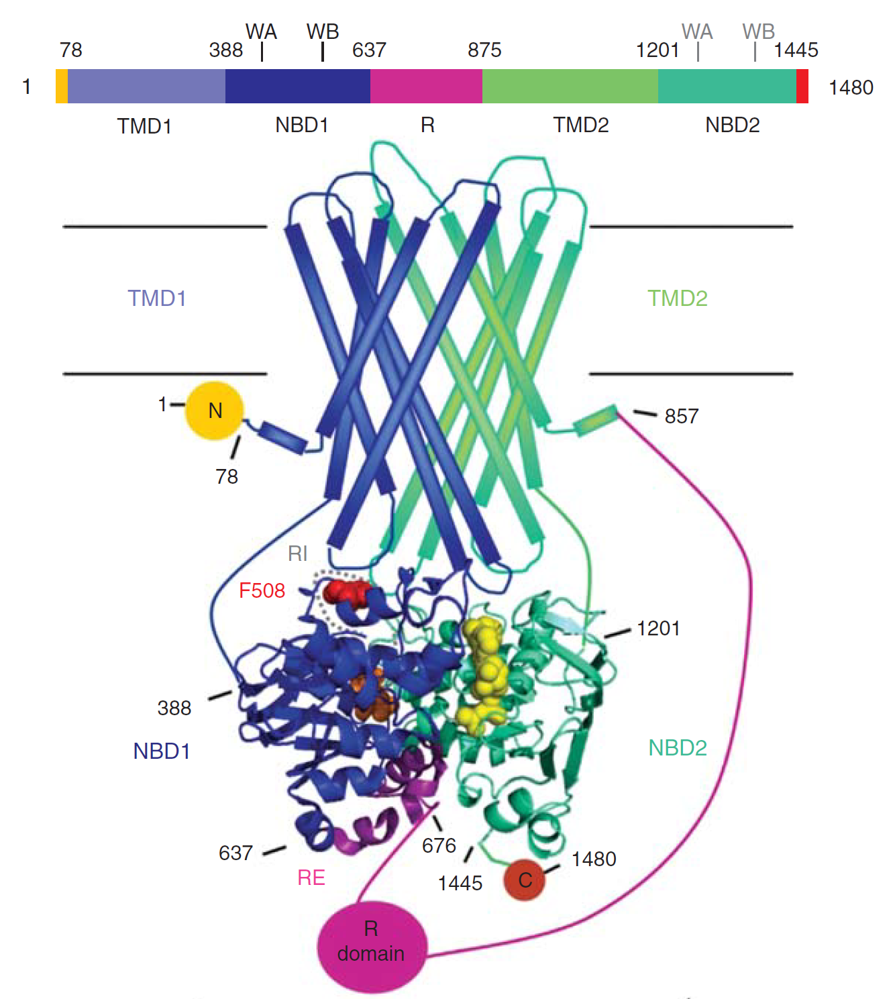 WA WB WA WB
78 388 637 875 1201 1445
1 1480
TMD1 NBD1 R TMD2 NBD2
TMD1 TMD2
1 N 857
78
RI
F508
1201
388
NBD1 NBD2
676
637 1480
RE 1445 C
R
domain